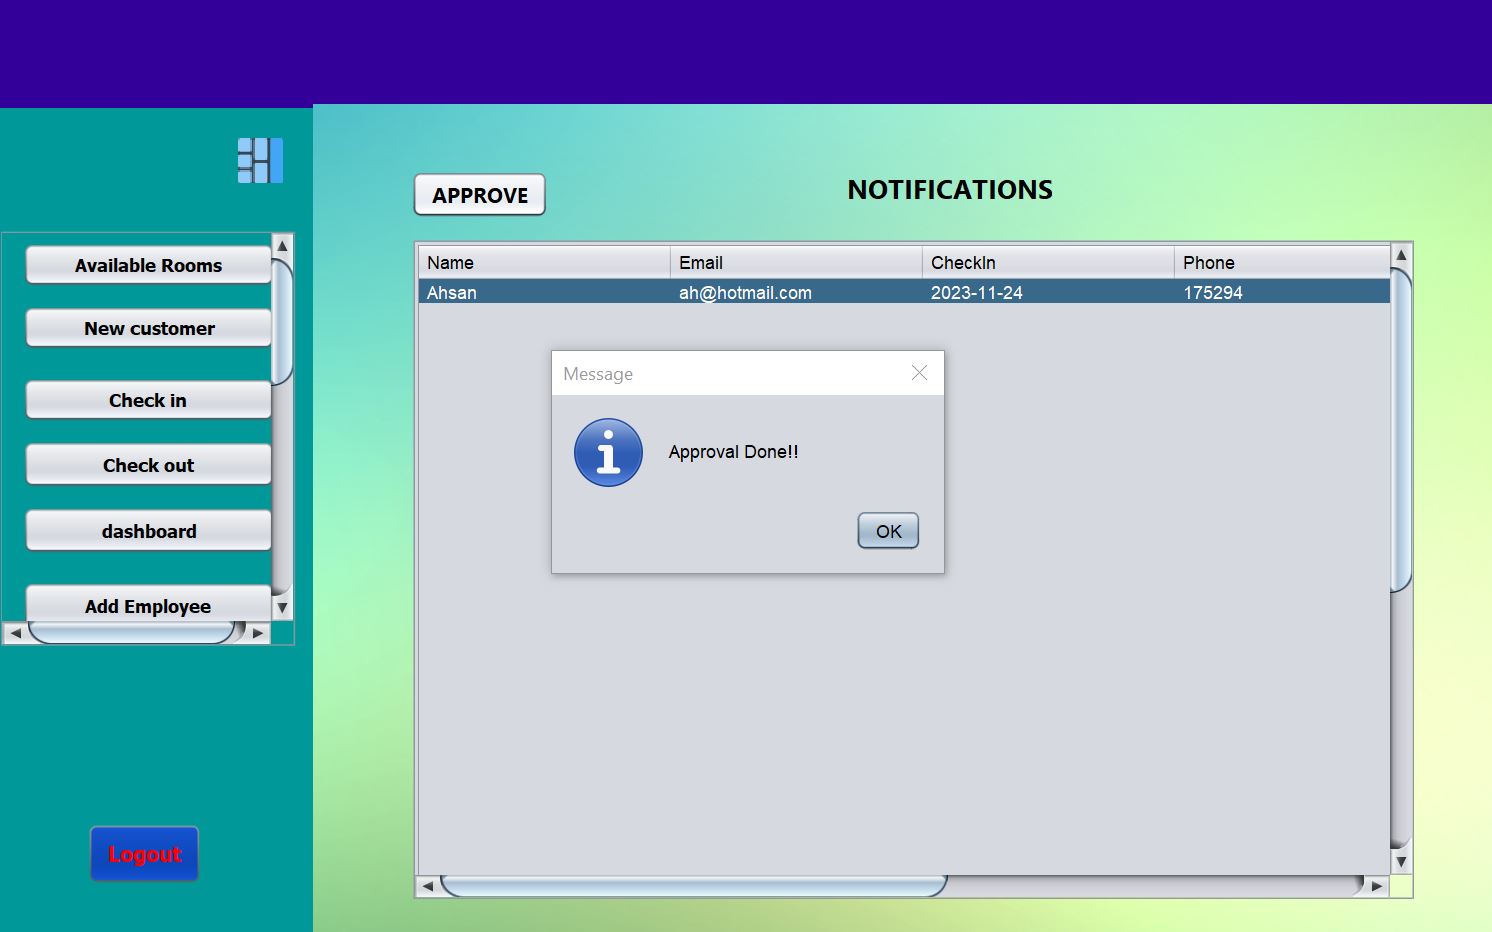 APPROVE
NOTIFICATIONS
Available Rooms
New customer
Check in
Check out
dashboard
Add Employee
Logout
Name Email CheckIn Phone
Ahsan ah@hotmail.com 2023-11-24 175294
Message
Approval Done!!
OK